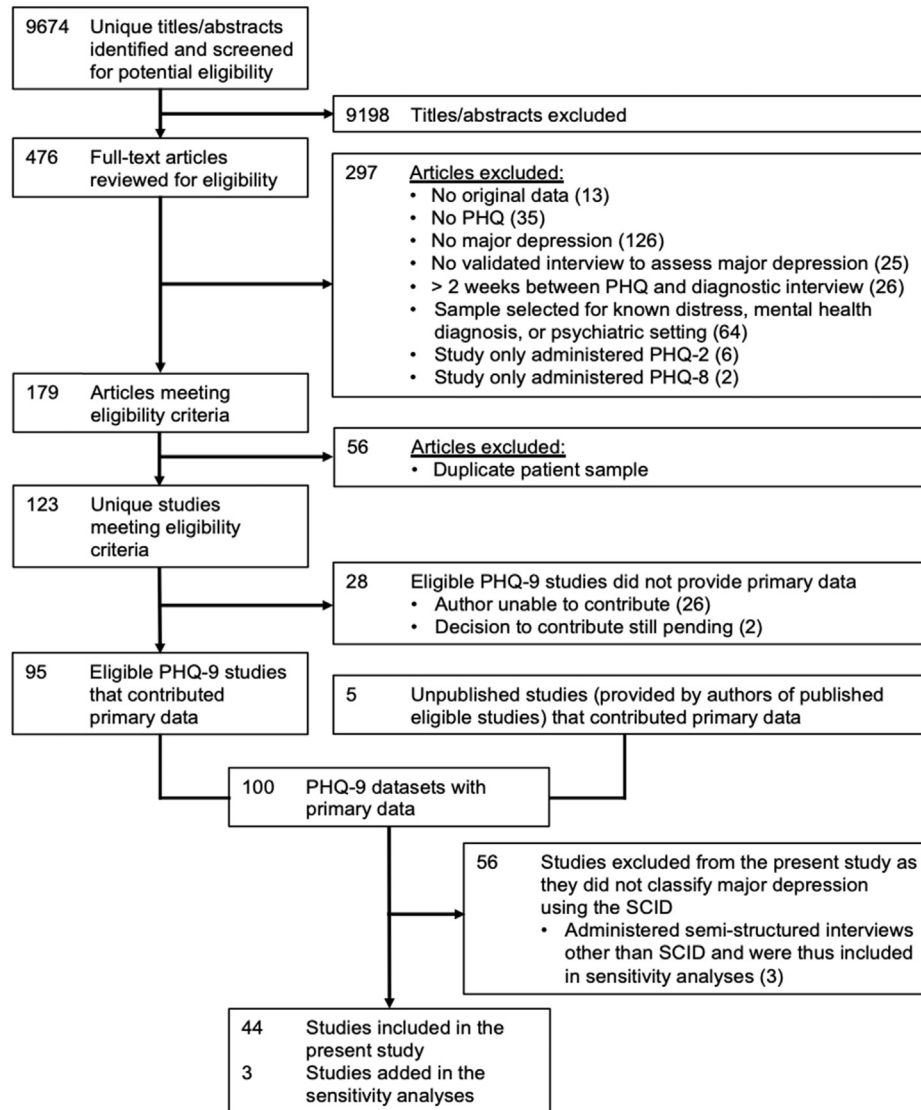 9674 Unique titles/abstracts
identified and screened
for potential eligibility
9198 Titles/abstracts excluded
476 Full-text articles
reviewed for eligibility
297 Articles excluded:
• No original data (13)
• No PHQ (35)
• No major depression (126)
• No validated interview to assess major depression (25)
• > 2 weeks between PHQ and diagnostic interview (26)
• Sample selected for known distress, mental health
diagnosis, or psychiatric setting (64)
• Study only administered PHQ-2 (6)
• Study only administered PHQ-8 (2)
179 Articles meeting
eligibility criteria
56 Articles excluded:
• Duplicate patient sample
123 Unique studies
meeting eligibility
criteria
28 Eligible PHQ-9 studies did not provide primary data
• Author unable to contribute (26)
• Decision to contribute still pending (2)
95 Eligible PHQ-9 studies
that contributed
primary data
5 Unpublished studies (provided by authors of published
eligible studies) that contributed primary data
100 PHQ-9 datasets with
primary data
56 Studies excluded from the present study as
they did not classify major depression
using the SCID
• Administered semi-structured interviews
other than SCID and were thus included
in sensitivity analyses (3)
44 Studies included in the
present study
3 Studies added in the
sensitivity analyses